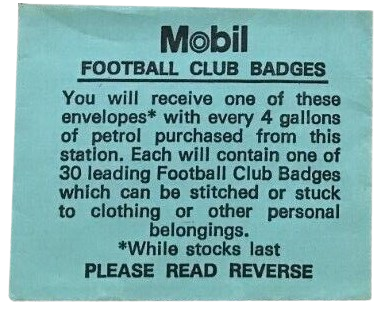 Mobil
FOOTBALL CLUB BADGES
You will receive one of these
envelopes* with every 4 gallons
of petrol purchased from this
station. Each will contain one of
30 leading Football Club Badges
which can be stitched or stuck
to clothing or other personal
belongings.
*While stocks last
PLEASE READ REVERSE